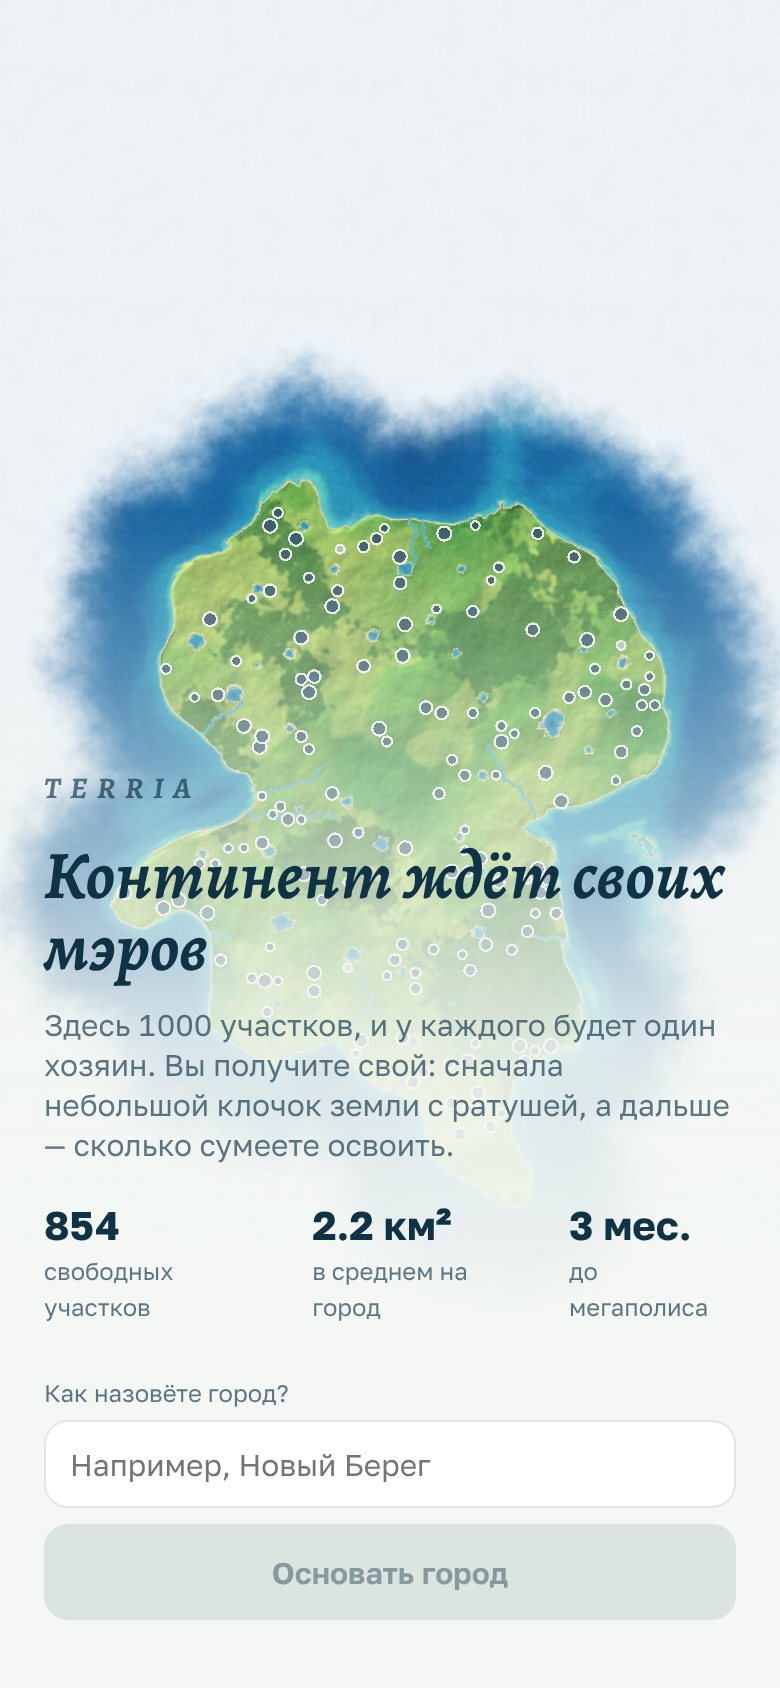 TERRIA
Континент ждёт своих
мэров
Здесь 1000 участков, и у каждого будет один
хозяин. Вы получите свой: сначала
небольшой клочок земли с ратушей, а дальше
— сколько сумеете освоить.
854
свободных
участков
2.2 км²
в среднем на
город
3 мес.
до
мегаполиса
Как назовёте город?
Например, Новый Берег
Основать город